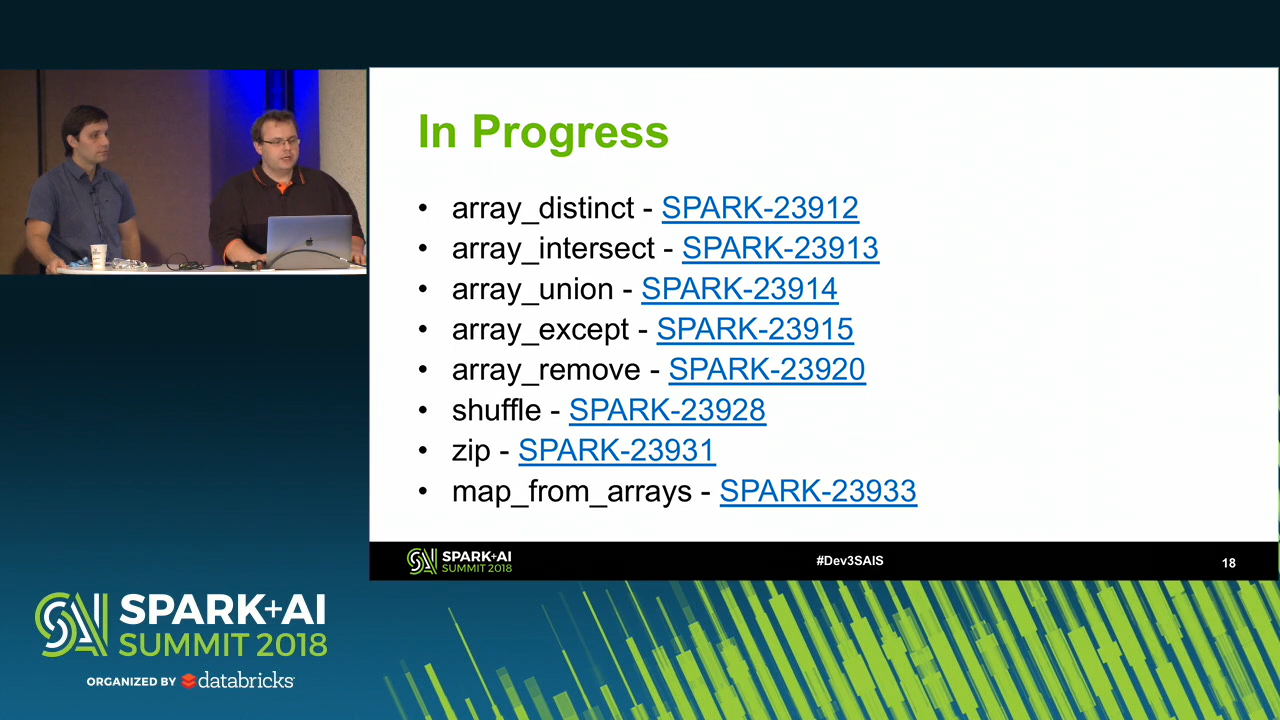 In Progress
• array_distinct - SPARK-23912
• array_intersect - SPARK-23913
• array_union - SPARK-23914
• array_except - SPARK-23915
• array_remove - SPARK-23920
• shuffle - SPARK-23928
• zip - SPARK-23931
• map_from_arrays - SPARK-23933
SPARK+AI
SUMMIT 2018
#Dev3SAIS
18
SPARK+AI
SUMMIT 2018
ORGANIZED BY databricks